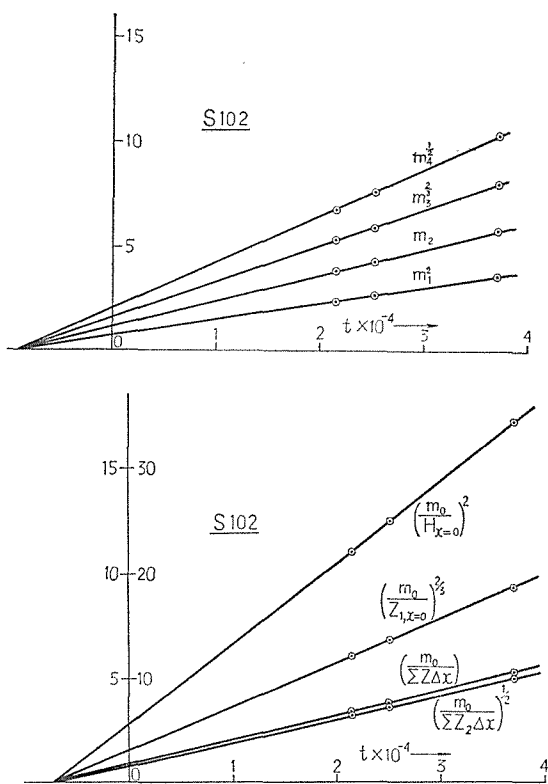 15
S102
10
m₄^½
m₃^⅔
5
m₂
m₁²
0 1 2 3 4
t×10⁻⁴
15 30
S102
(m₀/H_{x=0})²
10 20
(m₀/Z_{1,x=0})^⅔
(m₀/ΣZΔx)
5 10
(m₀/ΣZ₂Δx)^½
t×10⁻⁴
0 1 2 3 4